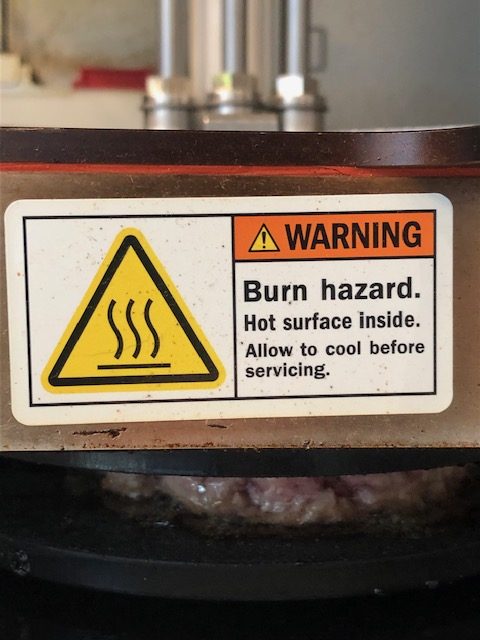 WARNING
Burn hazard.
Hot surface inside.
Allow to cool before
servicing.